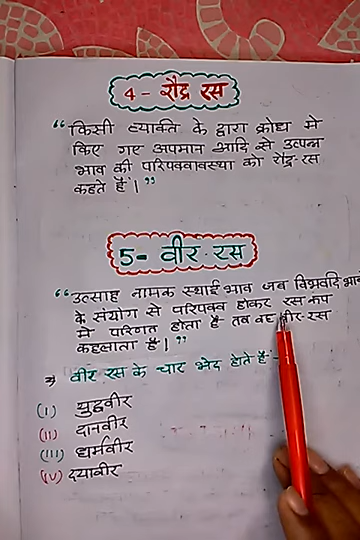 4 - रौद्र रस
“ किसी व्यक्ति के द्वारा क्रोध मे
किए गए अपमान आदि से उत्पन्न
भाव की परिपक्वावस्था को रौद्र-रस
कहते हैं । ”
5- वीर-रस
“ उत्साह नामक स्थाई भाव जब विभवादि भाव
के संयोग से परिपक्व होकर रस रूप
मे परिणत होता है तब वह वीर-रस
कहलाता है । ”
वीर रस के चार भेद होते हैं -
(I) युद्धवीर
(II) दानवीर
(III) धर्मवीर
(IV) दयावीर